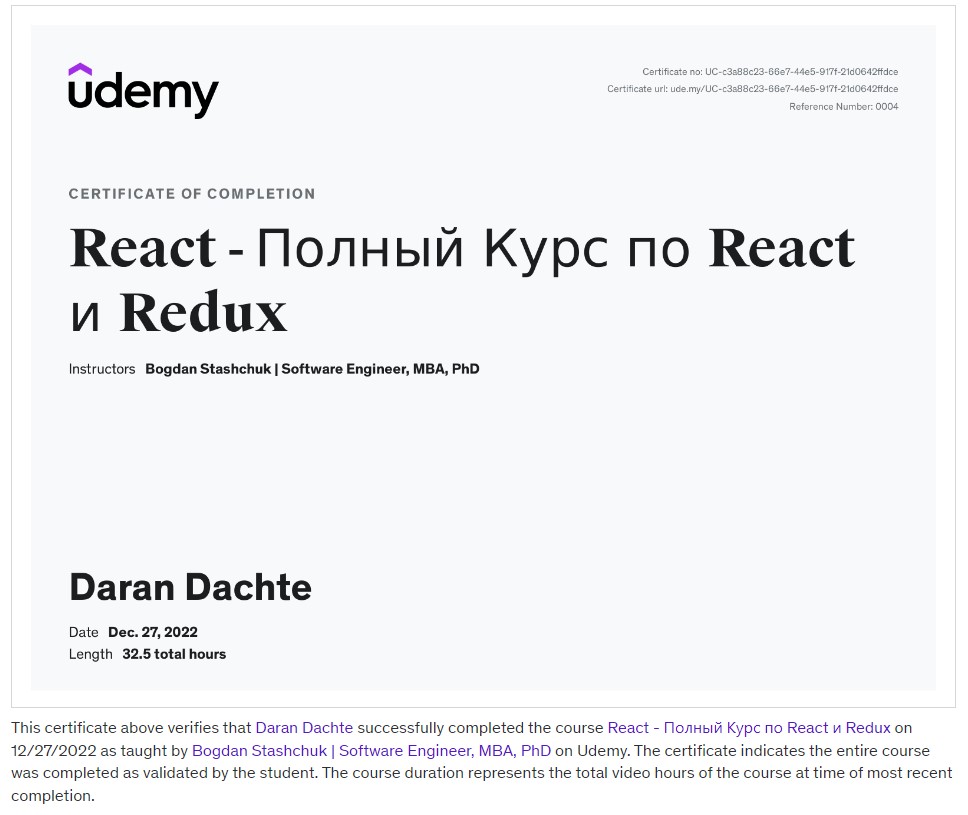 udemy
Certificate no: UC-c3a88c23-66e7-44e5-917f-21d0642ffdce
Certificate url: ude.my/UC-c3a88c23-66e7-44e5-917f-21d0642ffdce
Reference Number: 0004
CERTIFICATE OF COMPLETION
React - Полный Курс по React
и Redux
Instructors Bogdan Stashchuk | Software Engineer, MBA, PhD
Daran Dachte
Date Dec. 27, 2022
Length 32.5 total hours
This certificate above verifies that Daran Dachte successfully completed the course React - Полный Курс по React и Redux on
12/27/2022 as taught by Bogdan Stashchuk | Software Engineer, MBA, PhD on Udemy. The certificate indicates the entire course
was completed as validated by the student. The course duration represents the total video hours of the course at time of most recent
completion.